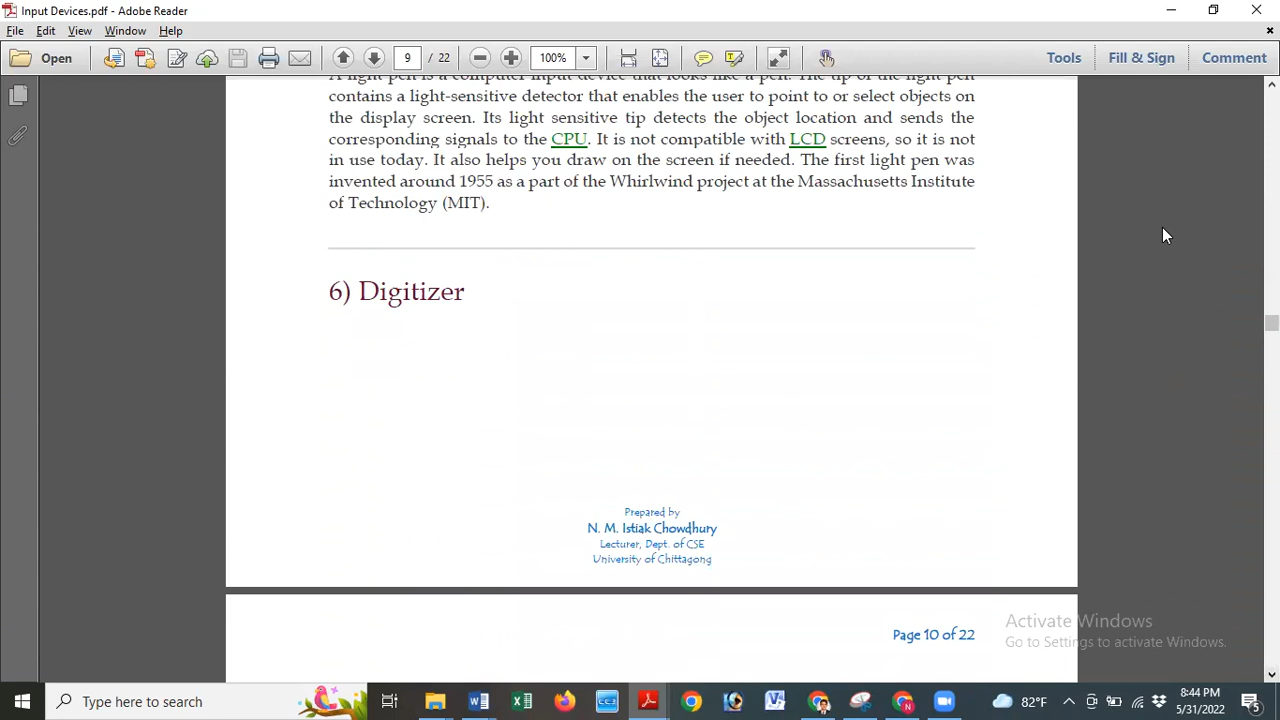 Input Devices.pdf - Adobe Reader
File Edit View Window Help
Open 9 / 22 100% Tools Fill & Sign Comment
A light pen is a computer input device that looks like a pen. The tip of the light pen
contains a light-sensitive detector that enables the user to point to or select objects on
the display screen. Its light sensitive tip detects the object location and sends the
corresponding signals to the CPU. It is not compatible with LCD screens, so it is not
in use today. It also helps you draw on the screen if needed. The first light pen was
invented around 1955 as a part of the Whirlwind project at the Massachusetts Institute
of Technology (MIT).
6) Digitizer
Prepared by
N. M. Istiak Chowdhury
Lecturer, Dept. of CSE
University of Chittagong
Page 10 of 22
Activate Windows
Go to Settings to activate Windows.
Type here to search
82°F
8:44 PM
5/31/2022
5